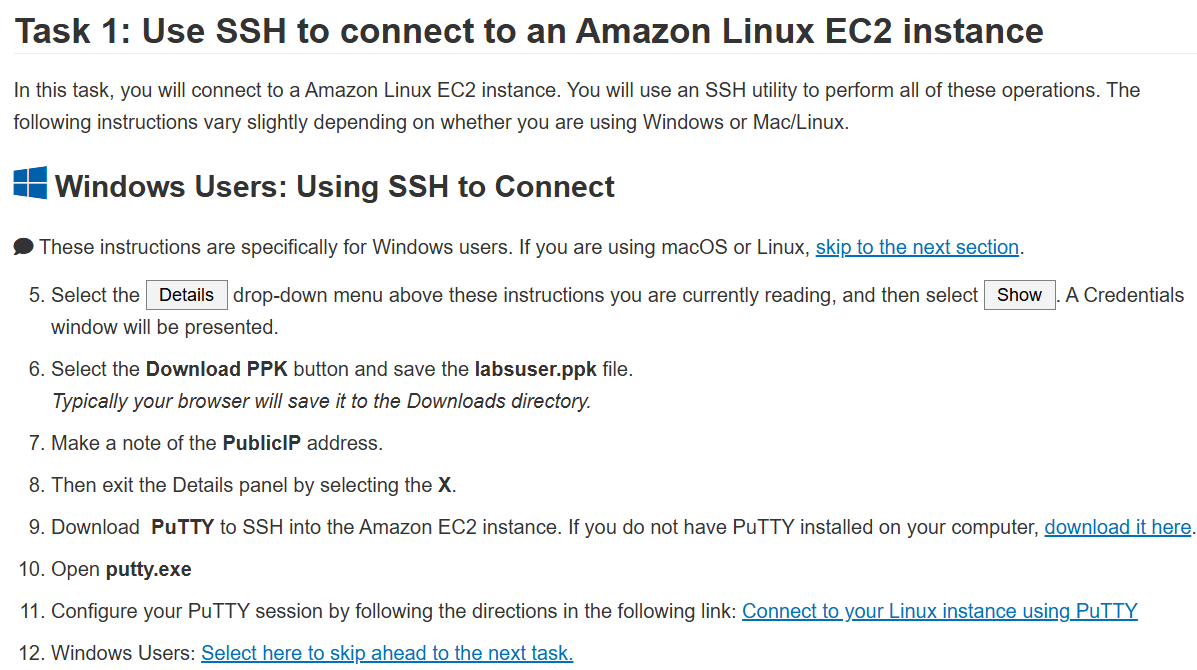 Task 1: Use SSH to connect to an Amazon Linux EC2 instance
In this task, you will connect to a Amazon Linux EC2 instance. You will use an SSH utility to perform all of these operations. The
following instructions vary slightly depending on whether you are using Windows or Mac/Linux.
Windows Users: Using SSH to Connect
These instructions are specifically for Windows users. If you are using macOS or Linux, skip to the next section.
5. Select the Details drop-down menu above these instructions you are currently reading, and then select Show. A Credentials
window will be presented.
6. Select the Download PPK button and save the labsuser.ppk file.
Typically your browser will save it to the Downloads directory.
7. Make a note of the PublicIP address.
8. Then exit the Details panel by selecting the X.
9. Download PuTTY to SSH into the Amazon EC2 instance. If you do not have PuTTY installed on your computer, download it here.
10. Open putty.exe
11. Configure your PuTTY session by following the directions in the following link: Connect to your Linux instance using PuTTY
12. Windows Users: Select here to skip ahead to the next task.